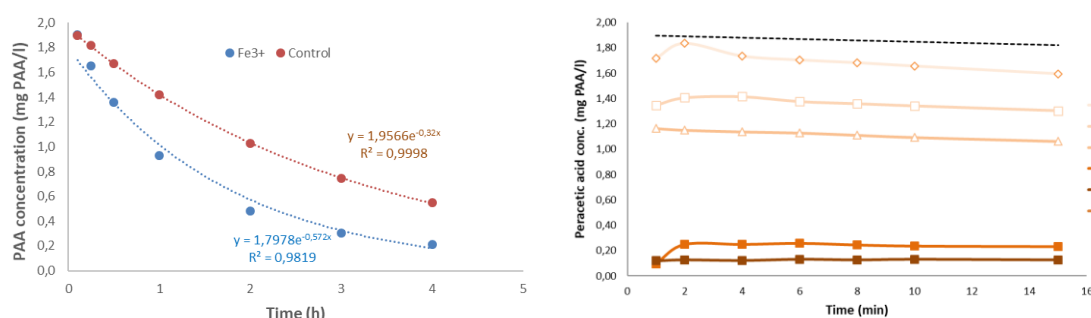 2,0
1,8
1,6
1,4
1,2
1,0
0,8
0,6
0,4
0,2
0,0
PAA concentration (mg PAA/l)
Fe3+ Control
y = 1,9566e-0,32x
R² = 0,9998
y = 1,7978e-0,572x
R² = 0,9819
0 1 2 3 4 5
Time (h)
2,00
1,80
1,60
1,40
1,20
1,00
0,80
0,60
0,40
0,20
0,00
Peracetic acid conc. (mg PAA/l)
0 2 4 6 8 10 12 14 16
Time (min)